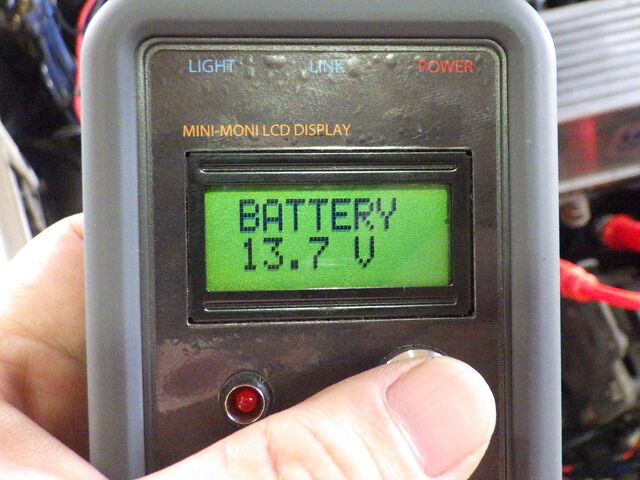 LIGHT LINK POWER
MINI-MONI LCD DISPLAY
BATTERY
13.7 V